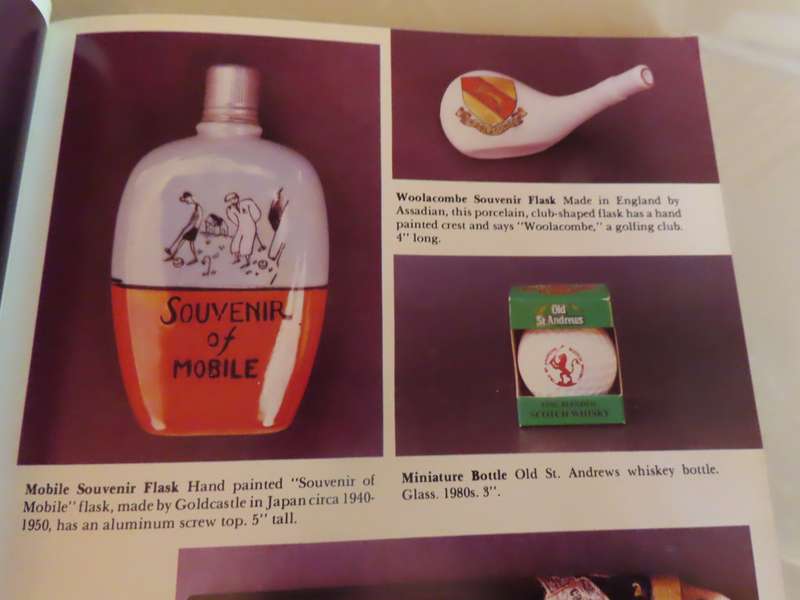 SOUVENIR
of
MOBILE
Mobile Souvenir Flask Hand painted "Souvenir of
Mobile" flask, made by Goldcastle in Japan circa 1940-
1950, has an aluminum screw top. 5" tall.
Woolacombe Souvenir Flask Made in England by
Assadian, this porcelain, club-shaped flask has a hand
painted crest and says "Woolacombe," a golfing club.
4" long.
Old
St. Andrews
FINE BLENDED
SCOTCH WHISKY
Miniature Bottle Old St. Andrews whiskey bottle.
Glass. 1980s. 3".